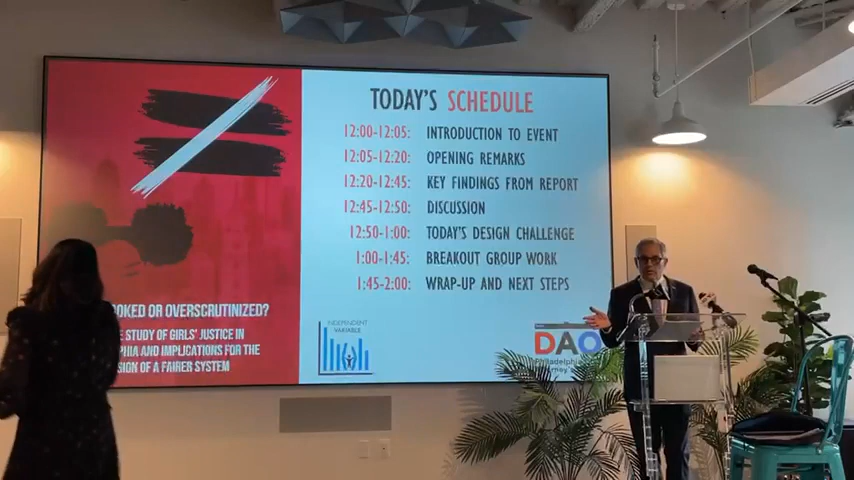 TODAY'S SCHEDULE
12:00-12:05: INTRODUCTION TO EVENT
12:05-12:20: OPENING REMARKS
12:20-12:45: KEY FINDINGS FROM REPORT
12:45-12:50: DISCUSSION
12:50-1:00: TODAY'S DESIGN CHALLENGE
1:00-1:45: BREAKOUT GROUP WORK
1:45-2:00: WRAP-UP AND NEXT STEPS
OOKED OR OVERSCRUTINIZED?
STUDY OF GIRLS' JUSTICE IN
PHIA AND IMPLICATIONS FOR THE
SION OF A FAIRER SYSTEM
INDEPENDENT
VARIABLE
DAO
Philadelphia